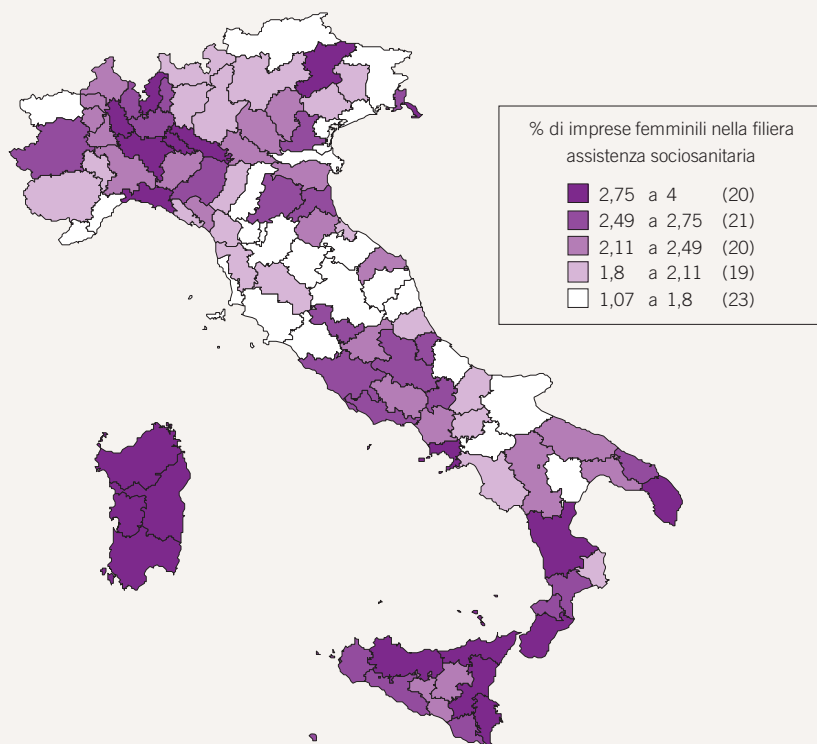 % di imprese femminili nella filiera
assistenza sociosanitaria
2,75 a 4 (20)
2,49 a 2,75 (21)
2,11 a 2,49 (20)
1,8 a 2,11 (19)
1,07 a 1,8 (23)